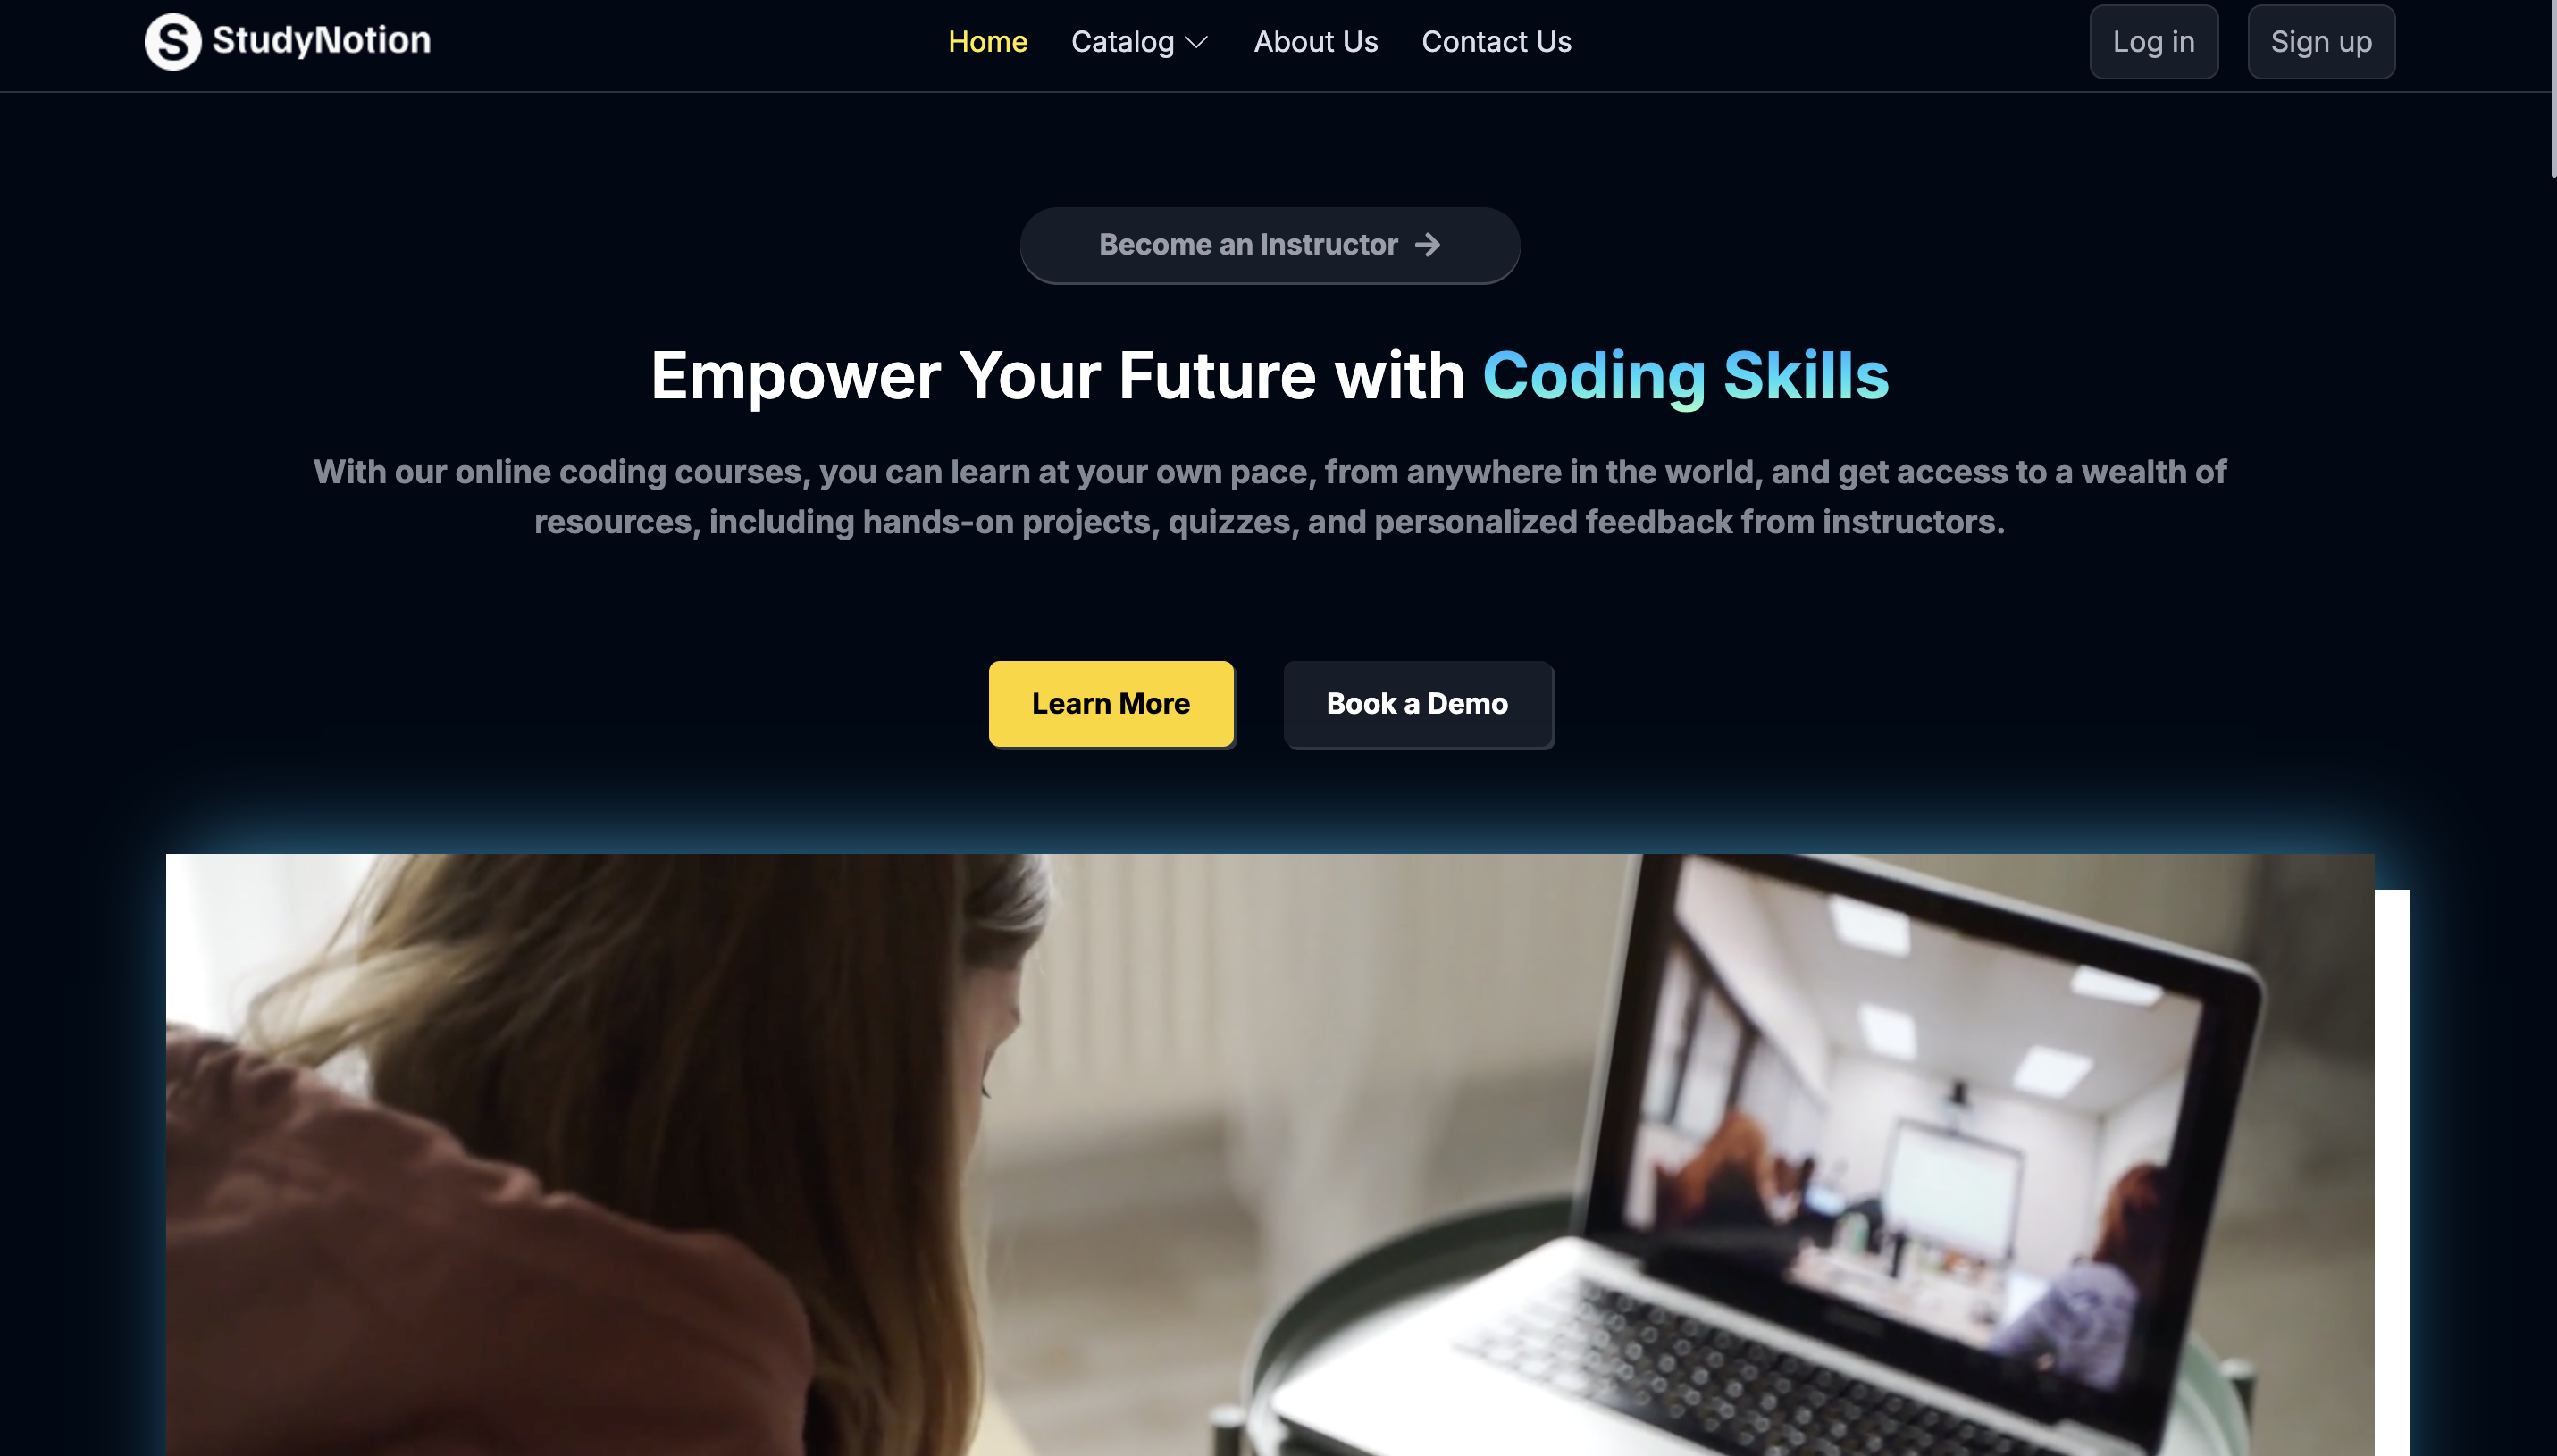 S StudyNotion
Home
Catalog
About Us
Contact Us
Log in
Sign up
Become an Instructor
Empower Your Future with Coding Skills
With our online coding courses, you can learn at your own pace, from anywhere in the world, and get access to a wealth of
resources, including hands-on projects, quizzes, and personalized feedback from instructors.
Learn More
Book a Demo